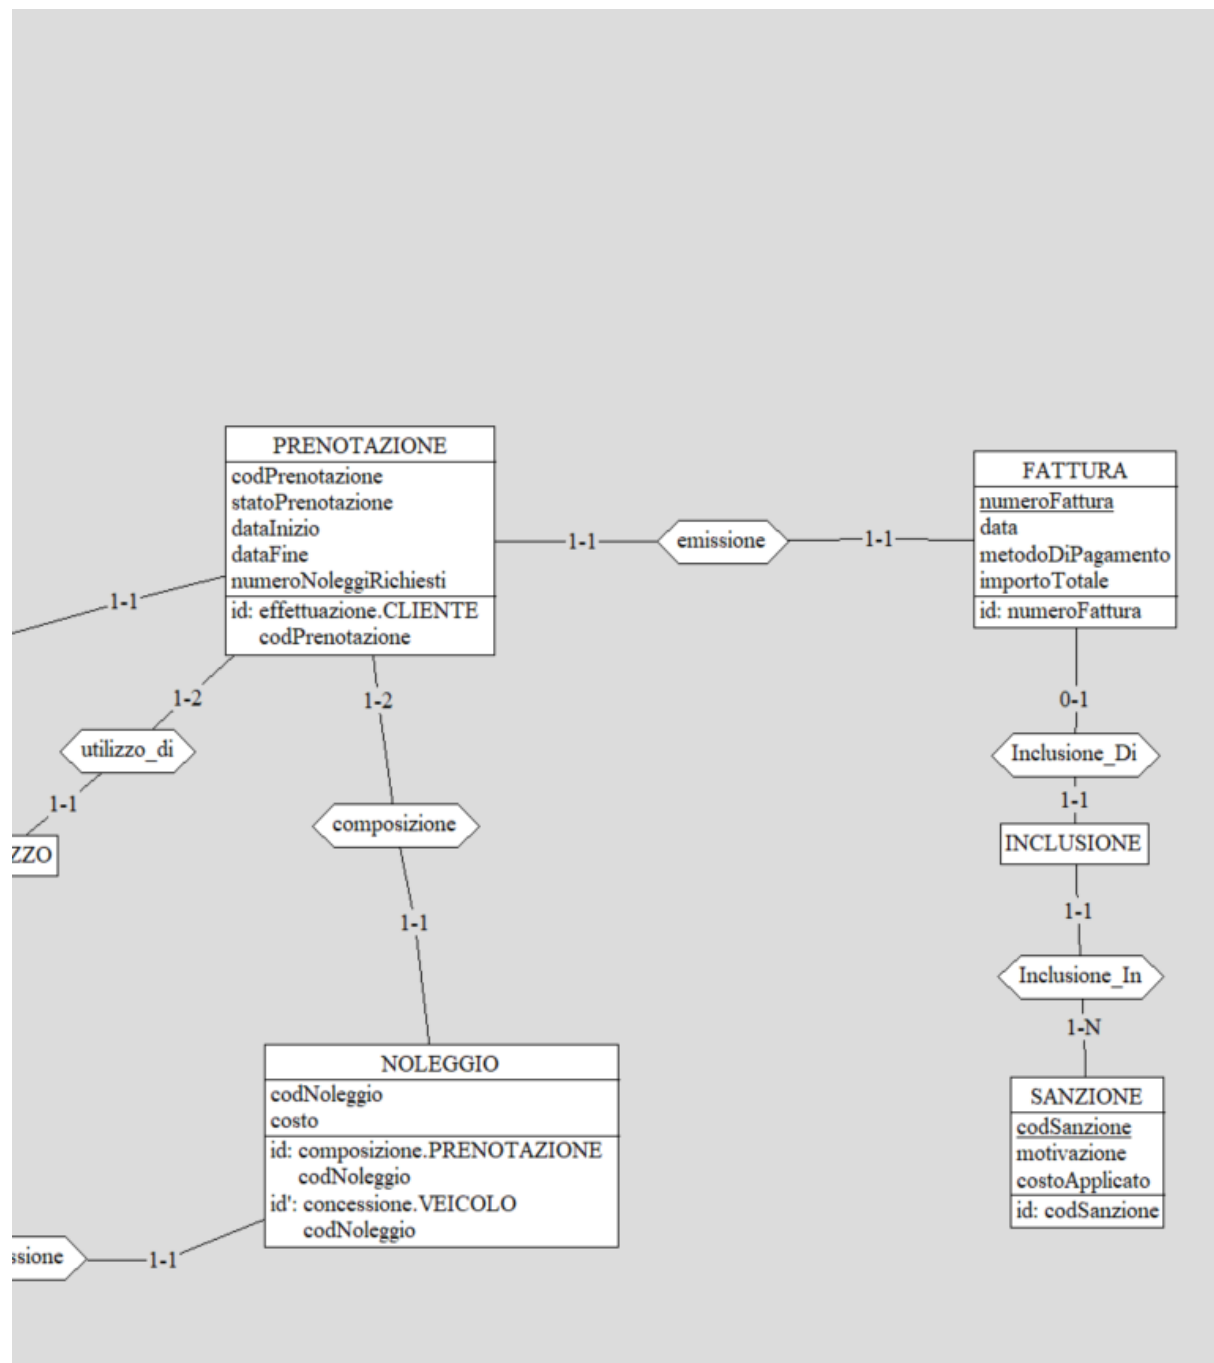 PRENOTAZIONE
codPrenotazione
statoPrenotazione
dataInizio
dataFine
numeroNoleggiRichiesti
id: effettuazione.CLIENTE
codPrenotazione
1-1
emissione
1-1
FATTURA
numeroFattura
data
metodoDiPagamento
importoTotale
id: numeroFattura
1-1
1-2
utilizzo_di
1-1
ZZO
1-2
composizione
1-1
0-1
Inclusione_Di
1-1
INCLUSIONE
1-1
Inclusione_In
1-N
NOLEGGIO
codNoleggio
costo
id: composizione.PRENOTAZIONE
codNoleggio
id': concessione.VEICOLO
codNoleggio
SANZIONE
codSanzione
motivazione
costoApplicato
id: codSanzione
ssione
1-1